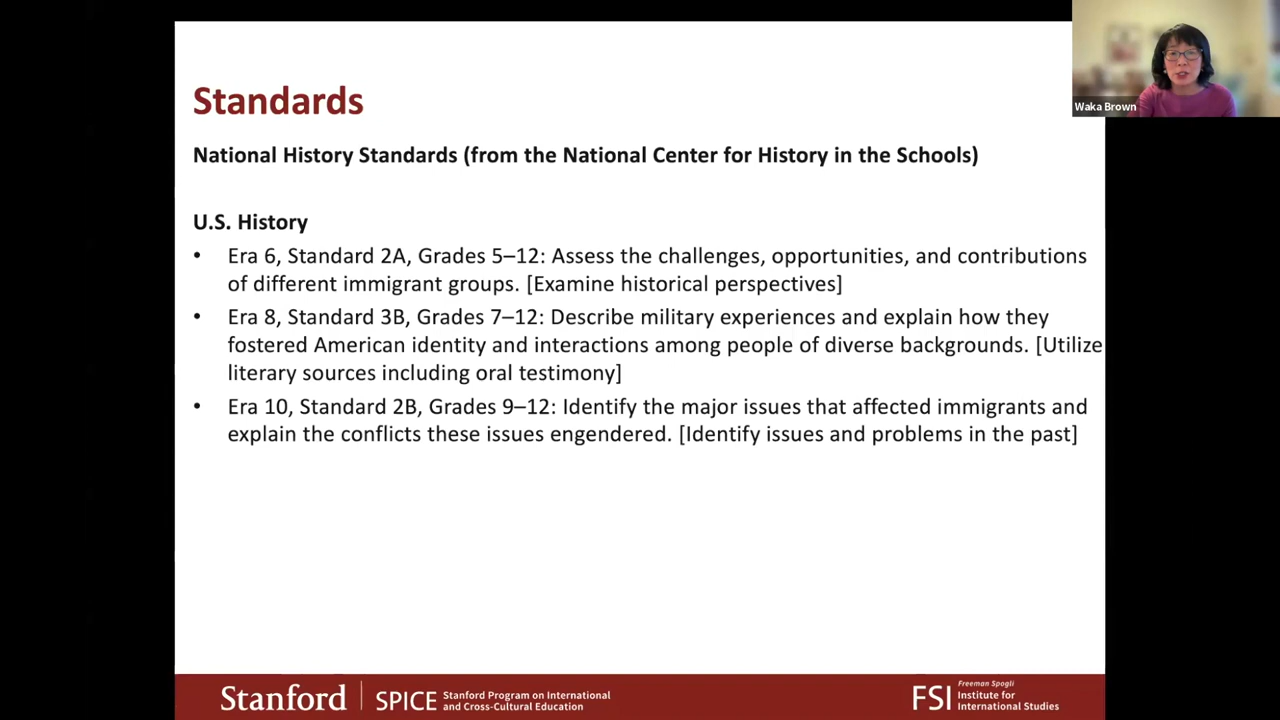 Standards
Waka Brown
National History Standards (from the National Center for History in the Schools)
U.S. History
• Era 6, Standard 2A, Grades 5–12: Assess the challenges, opportunities, and contributions
of different immigrant groups. [Examine historical perspectives]
• Era 8, Standard 3B, Grades 7–12: Describe military experiences and explain how they
fostered American identity and interactions among people of diverse backgrounds. [Utilize
literary sources including oral testimony]
• Era 10, Standard 2B, Grades 9–12: Identify the major issues that affected immigrants and
explain the conflicts these issues engendered. [Identify issues and problems in the past]
Stanford | SPICE Stanford Program on International
and Cross-Cultural Education
FSI Freeman Spogli
Institute for
International Studies